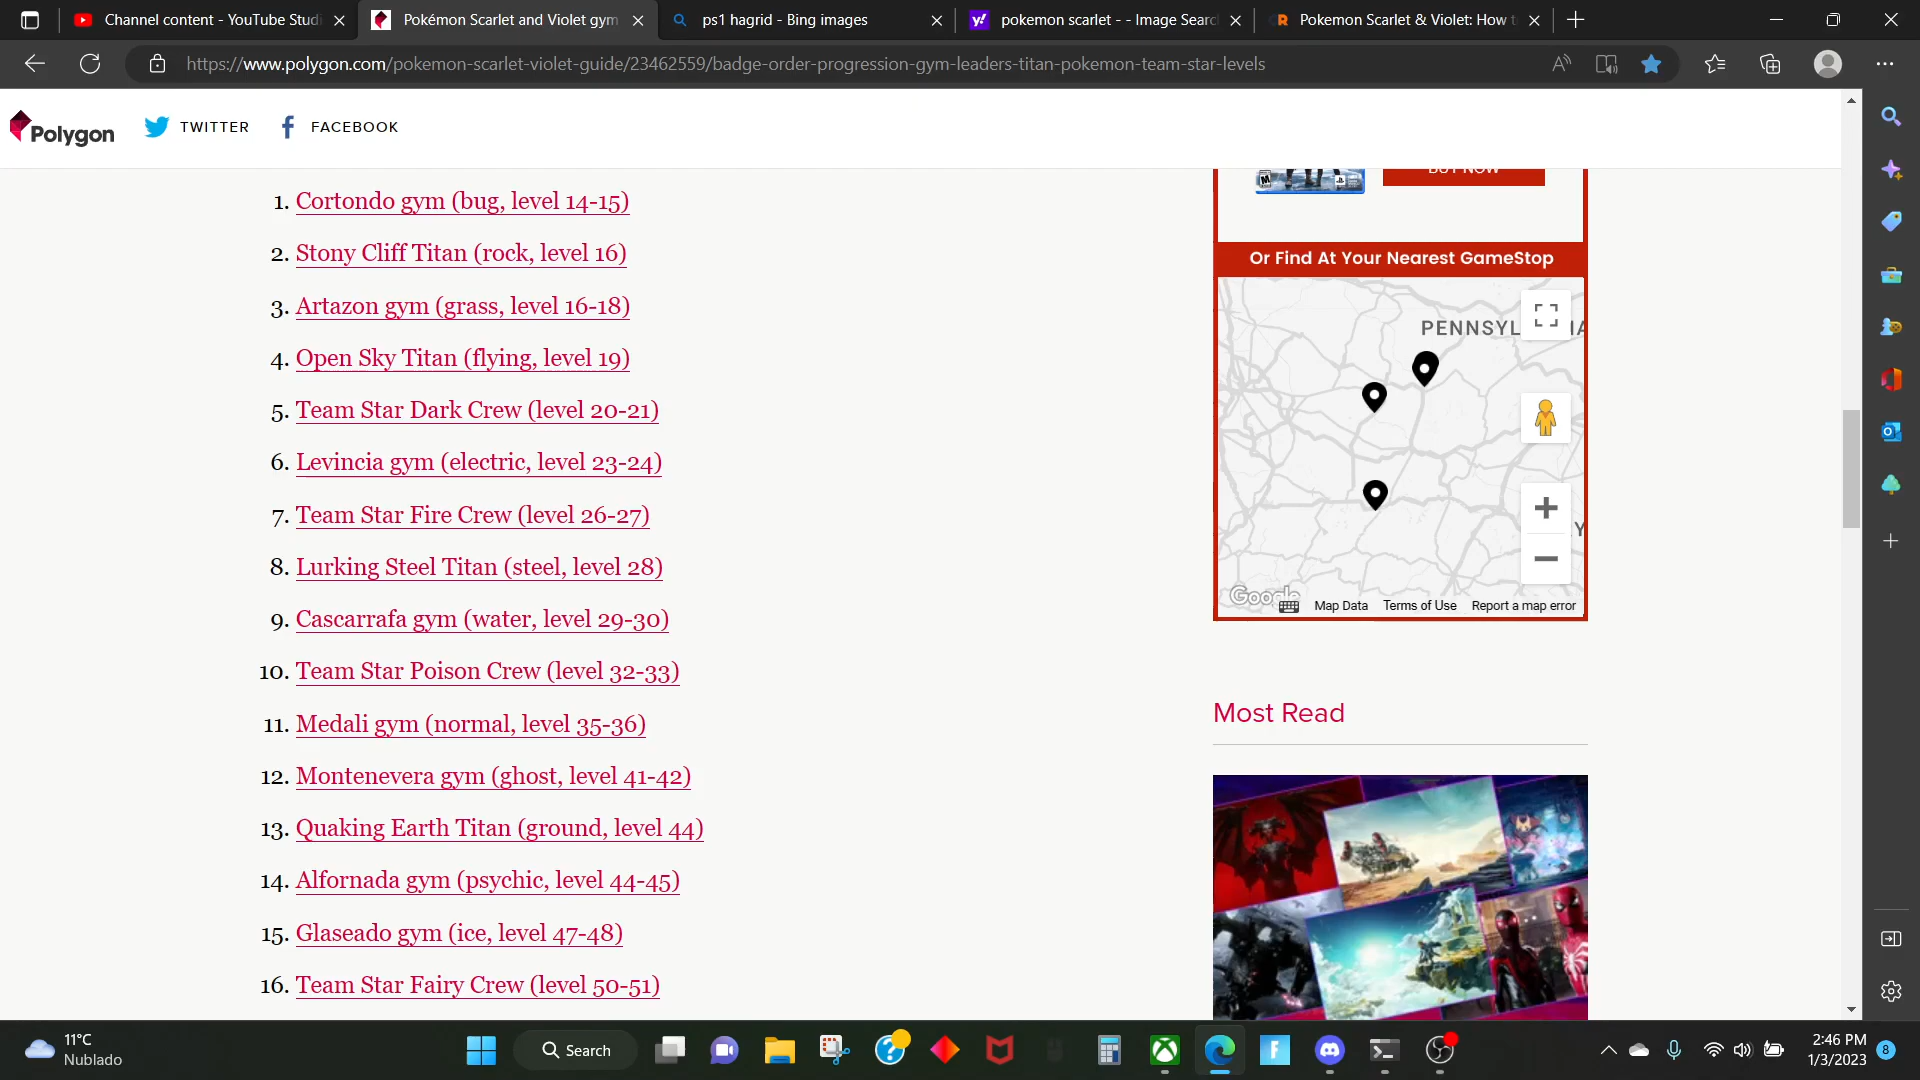 Channel content - YouTube Studi
Pokémon Scarlet and Violet gym
ps1 hagrid - Bing images
pokemon scarlet - - Image Searc
Pokemon Scarlet & Violet: How t
https://www.polygon.com/pokemon-scarlet-violet-guide/23462559/badge-order-progression-gym-leaders-titan-pokemon-team-star-levels
Polygon
TWITTER
FACEBOOK
1. Cortondo gym (bug, level 14-15)
2. Stony Cliff Titan (rock, level 16)
3. Artazon gym (grass, level 16-18)
4. Open Sky Titan (flying, level 19)
5. Team Star Dark Crew (level 20-21)
6. Levincia gym (electric, level 23-24)
7. Team Star Fire Crew (level 26-27)
8. Lurking Steel Titan (steel, level 28)
9. Cascarrafa gym (water, level 29-30)
10. Team Star Poison Crew (level 32-33)
11. Medali gym (normal, level 35-36)
12. Montenevera gym (ghost, level 41-42)
13. Quaking Earth Titan (ground, level 44)
14. Alfornada gym (psychic, level 44-45)
15. Glaseado gym (ice, level 47-48)
16. Team Star Fairy Crew (level 50-51)
BUY NOW
Or Find At Your Nearest GameStop
PENNSYL
Google
Map Data
Terms of Use
Report a map error
Most Read
11°C
Nublado
Search
2:46 PM
1/3/2023
8